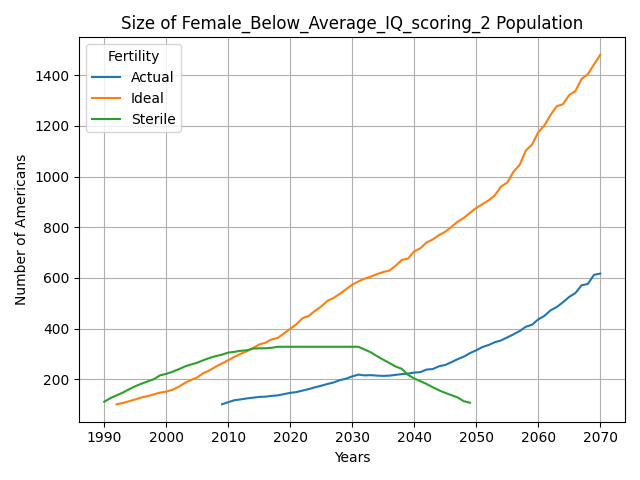 Size of Female_Below_Average_IQ_scoring_2 Population
Fertility
Actual
Ideal
Sterile
Number of Americans
1400
1200
1000
800
600
400
200
1990 2000 2010 2020 2030 2040 2050 2060 2070
Years